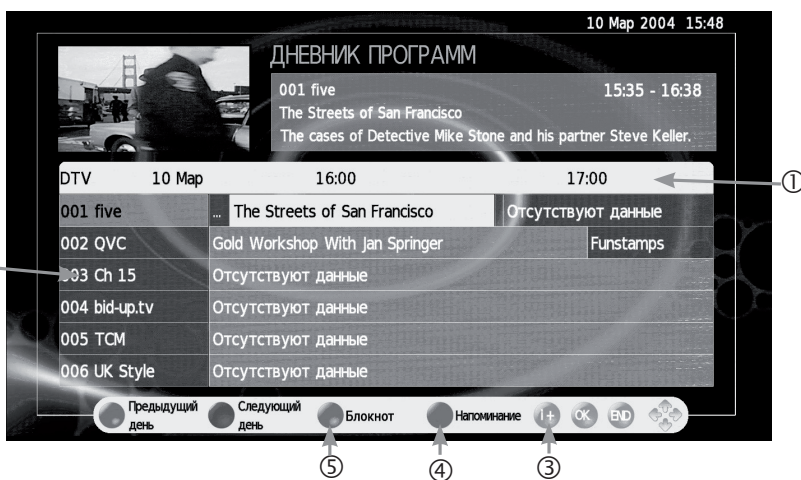 10 Мар 2004 15:48
ДНЕВНИК ПРОГРАММ
001 five 15:35 - 16:38
The Streets of San Francisco
The cases of Detective Mike Stone and his partner Steve Keller.
DTV 10 Мар 16:00 17:00
①
001 five ... The Streets of San Francisco Отсутствуют данные
002 QVC Gold Workshop With Jan Springer Funstamps
003 Ch 15 Отсутствуют данные
004 bid-up.tv Отсутствуют данные
005 TCM Отсутствуют данные
006 UK Style Отсутствуют данные
Предыдущий день Следующий день Блокнот Напоминание i+ OK END
⑤ ④ ③